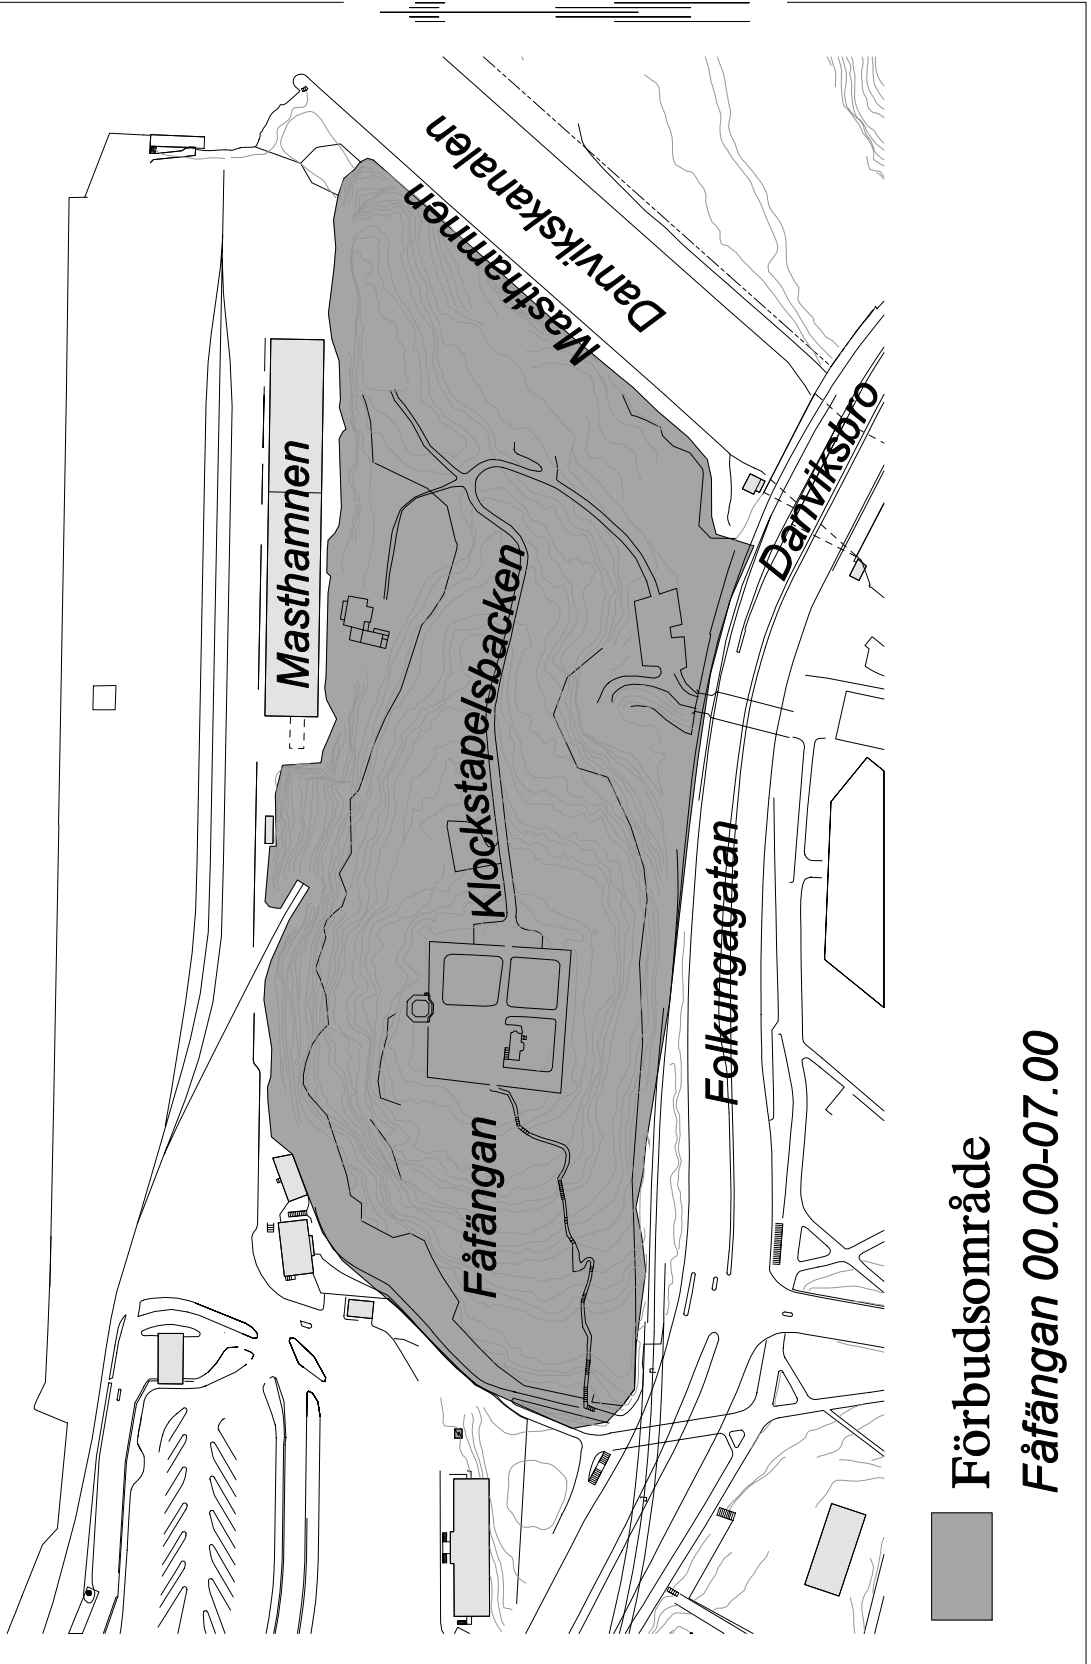 Masthamnen
Danvikskanalen
Masthamnen
Danviksbro
Klockstapelsbacken
Folkungagatan
Fåfängan
Förbudsområde
Fåfängan 00.00-07.00